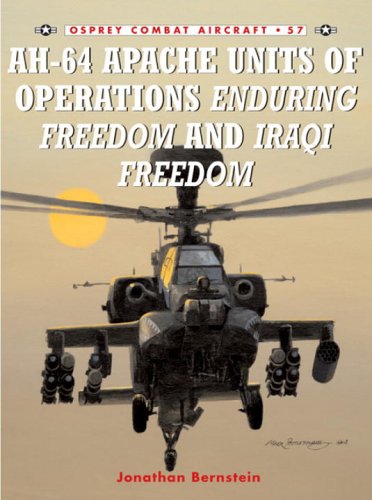 OSPREY COMBAT AIRCRAFT • 57
AH-64 APACHE UNITS OF
OPERATIONS ENDURING
FREEDOM AND IRAQI
FREEDOM
Jonathan Bernstein